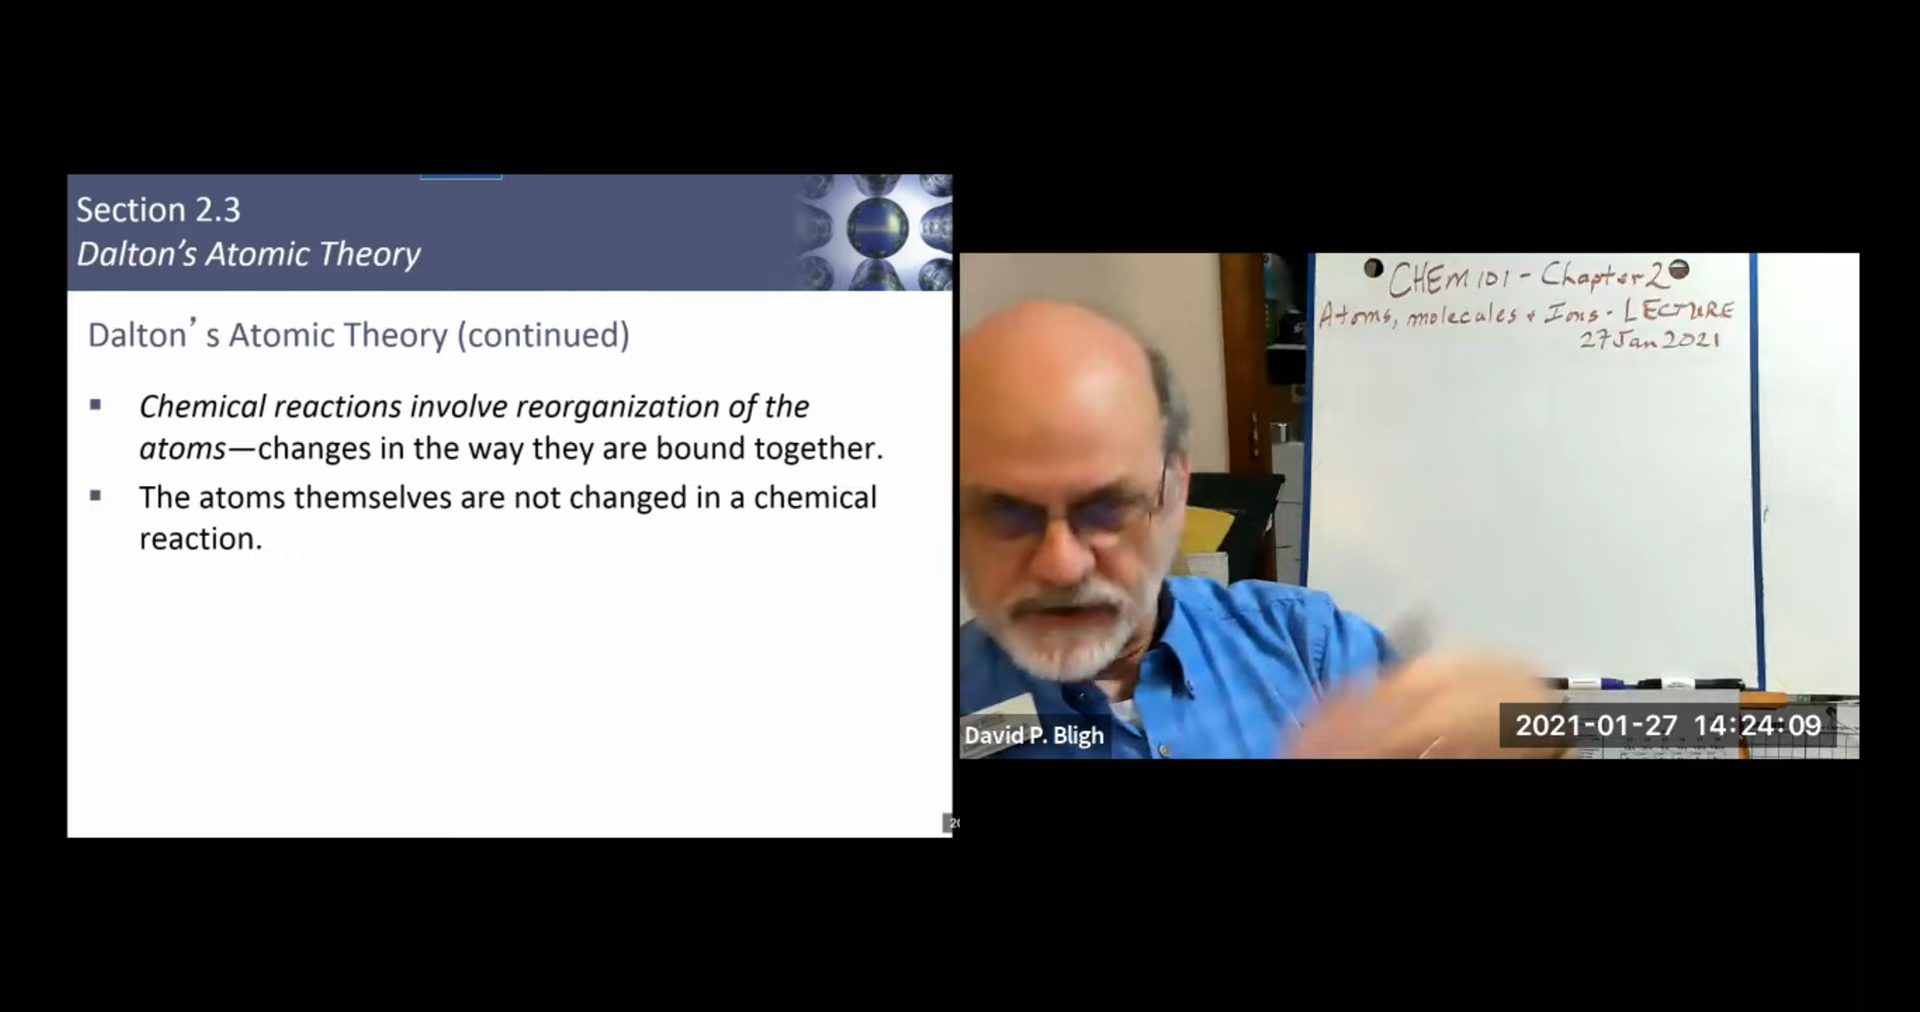 Section 2.3
Dalton’s Atomic Theory
Dalton’s Atomic Theory (continued)
▪ Chemical reactions involve reorganization of the
atoms—changes in the way they are bound together.
▪ The atoms themselves are not changed in a chemical
reaction.
CHEM 101 - Chapter 2
Atoms, molecules + Ions - LECTURE
27 Jan 2021
David P. Bligh
2021-01-27 14:24:09